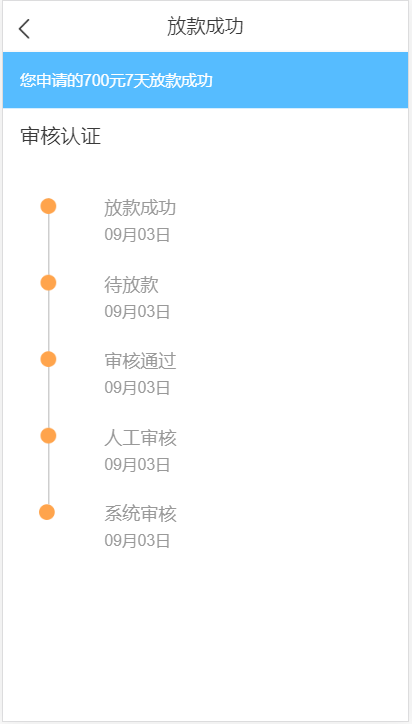 放款成功
您申请的700元7天放款成功
审核认证
放款成功
09月03日
待放款
09月03日
审核通过
09月03日
人工审核
09月03日
系统审核
09月03日